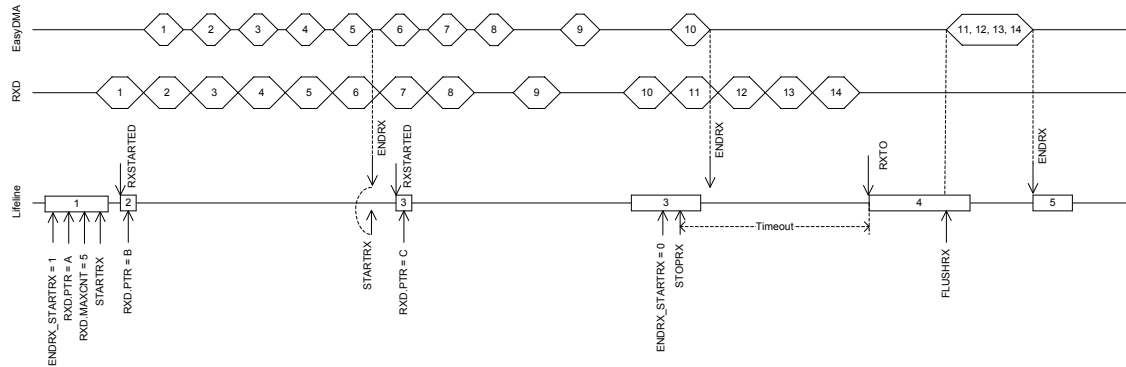 EasyDMA
1 2 3 4 5 6 7 8 9 10 11, 12, 13, 14
RXD
1 2 3 4 5 6 7 8 9 10 11 12 13 14
RXSTARTED
ENDRX
RXSTARTED
ENDRX
RXTO
ENDRX
Lifeline
1 2 3 3 4 5
Timeout
ENDRX_STARTRX = 1
RXD.PTR = A
RXD.MAXCNT = 5
STARTRX
RXD.PTR = B
STARTRX
RXD.PTR = C
ENDRX_STARTRX = 0
STOPRX
FLUSHRX